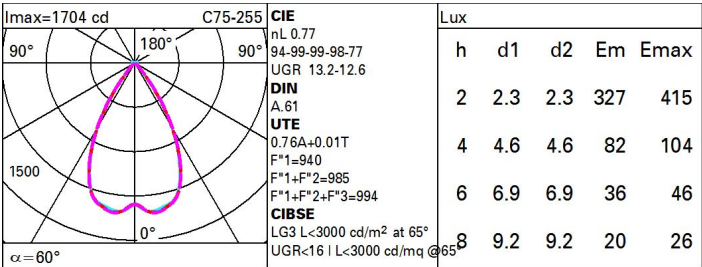 Imax=1704 cd C75-255
90° 180° 90°
1500
0°
α=60°
CIE
nL 0.77
94-99-99-98-77
UGR 13.2-12.6
DIN
A.61
UTE
0.76A+0.01T
F"1=940
F"1+F"2=985
F"1+F"2+F"3=994
CIBSE
LG3 L<3000 cd/m² at 65°
UGR<16 | L<3000 cd/mq @65°
Lux
h d1 d2 Em Emax
2 2.3 2.3 327 415
4 4.6 4.6 82 104
6 6.9 6.9 36 46
8 9.2 9.2 20 26